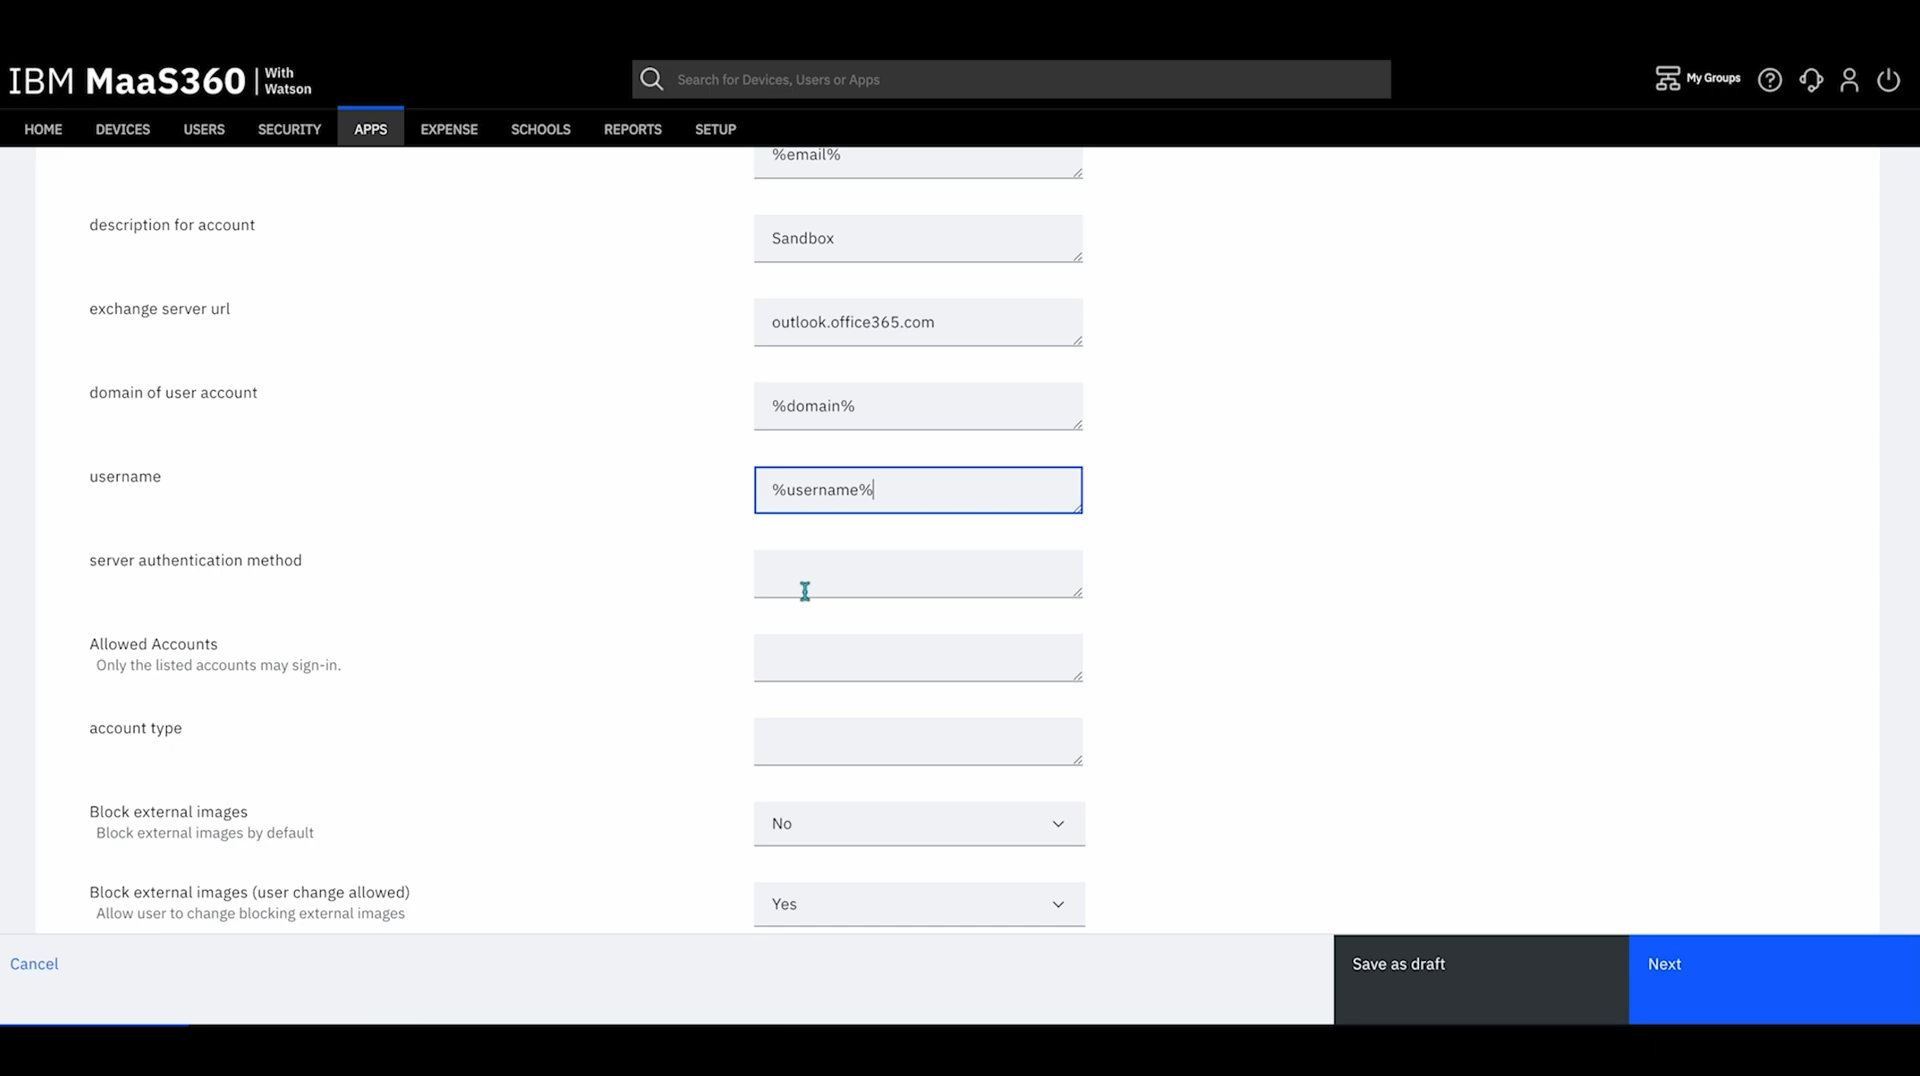 IBM MaaS360 | With Watson
Search for Devices, Users or Apps
My Groups
HOME DEVICES USERS SECURITY APPS EXPENSE SCHOOLS REPORTS SETUP
%email%
description for account
Sandbox
exchange server url
outlook.office365.com
domain of user account
%domain%
username
%username%
server authentication method
Allowed Accounts
Only the listed accounts may sign-in.
account type
Block external images
Block external images by default
No
Block external images (user change allowed)
Allow user to change blocking external images
Yes
Cancel
Save as draft
Next